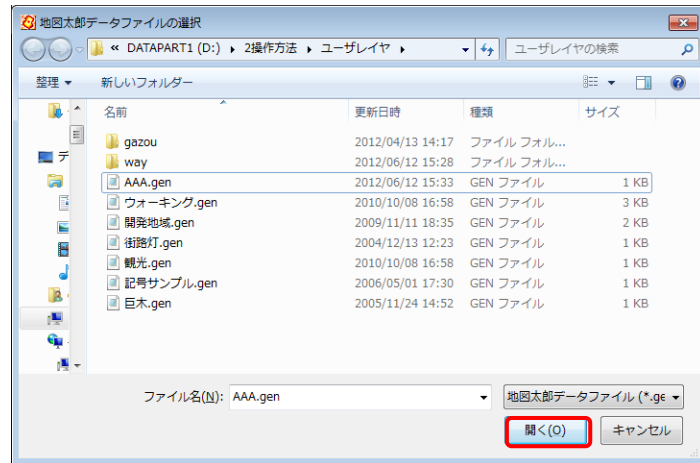 地図太郎データファイルの選択
« DATAPART1 (D:) ▸ 2操作方法 ▸ ユーザレイヤ ▸ ユーザレイヤの検索
整理 ▼ 新しいフォルダー
名前 更新日時 種類 サイズ
gazou 2012/04/13 14:17 ファイル フォル...
way 2012/06/12 15:28 ファイル フォル...
AAA.gen 2012/06/12 15:33 GEN ファイル 1 KB
ウォーキング.gen 2010/10/08 16:58 GEN ファイル 3 KB
開発地域.gen 2009/11/11 18:35 GEN ファイル 2 KB
街路灯.gen 2004/12/13 12:23 GEN ファイル 1 KB
観光.gen 2010/10/08 16:58 GEN ファイル 1 KB
記号サンプル.gen 2006/05/01 17:30 GEN ファイル 1 KB
巨木.gen 2005/11/24 14:52 GEN ファイル 1 KB
デ
ファイル名(N): AAA.gen 地図太郎データファイル (*.ge
開く(O) キャンセル